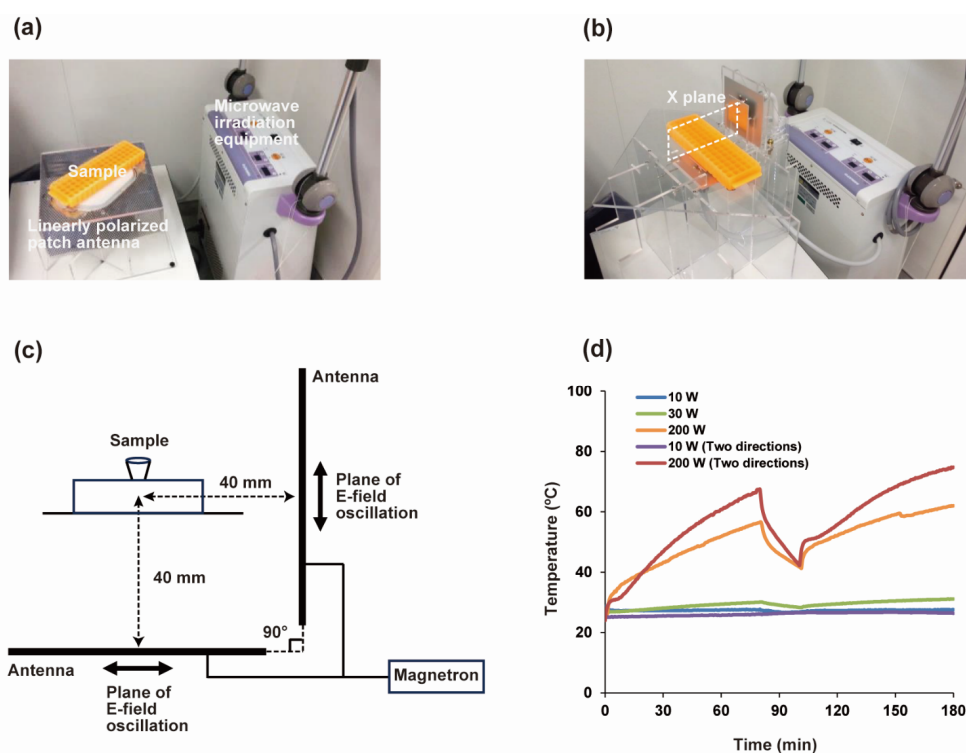 (a)
Microwave
irradiation
equipment
Sample
Linearly polarized
patch antenna
(b)
X plane
(c)
Antenna
Sample
40 mm
Plane of
E-field
oscillation
40 mm
90°
Antenna
Plane of
E-field
oscillation
Magnetron
(d)
100
80
60
40
20
0
Temperature (°C)
10 W
30 W
200 W
10 W (Two directions)
200 W (Two directions)
0 30 60 90 120 150 180
Time (min)